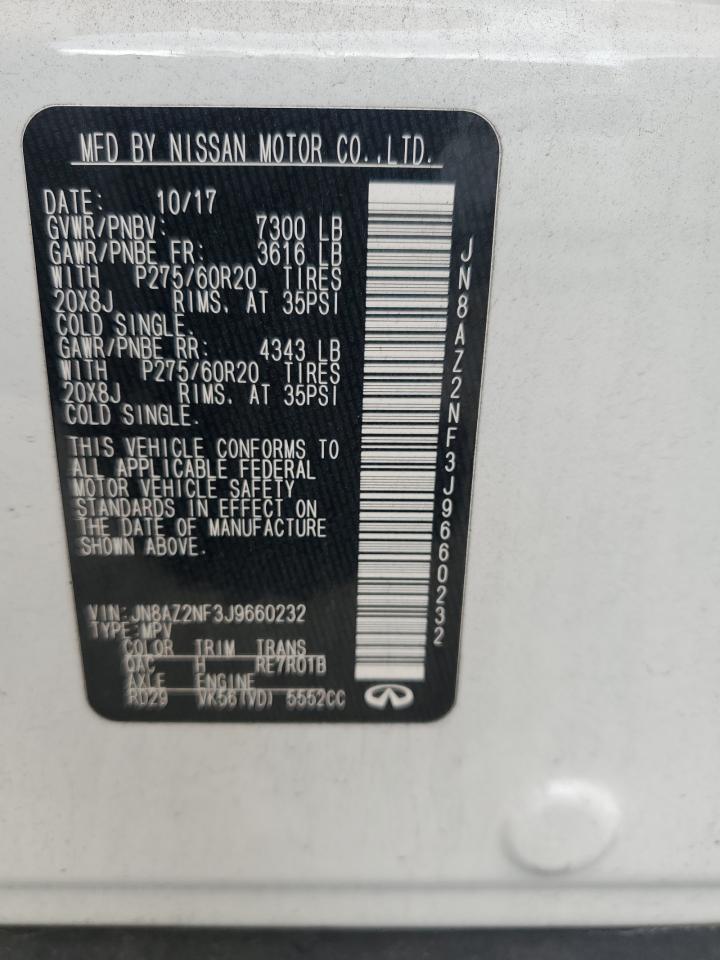 MFD BY NISSAN MOTOR CO.,LTD.
DATE: 10/17
GVWR/PNBV: 7300 LB
GAWR/PNBE FR: 3616 LB
WITH P275/60R20 TIRES
20X8J RIMS, AT 35PSI
COLD SINGLE.
GAWR/PNBE RR: 4343 LB
WITH P275/60R20 TIRES
20X8J RIMS, AT 35PSI
COLD SINGLE.
THIS VEHICLE CONFORMS TO
ALL APPLICABLE FEDERAL
MOTOR VEHICLE SAFETY
STANDARDS IN EFFECT ON
THE DATE OF MANUFACTURE
SHOWN ABOVE.
VIN:JN8AZ2NF3J9660232
TYPE:MPV
COLOR TRIM TRANS
QAC H RE7R01B
AXLE ENGINE
RD29 VK56(VD) 5552CC
JN8AZ2NF3J9660232